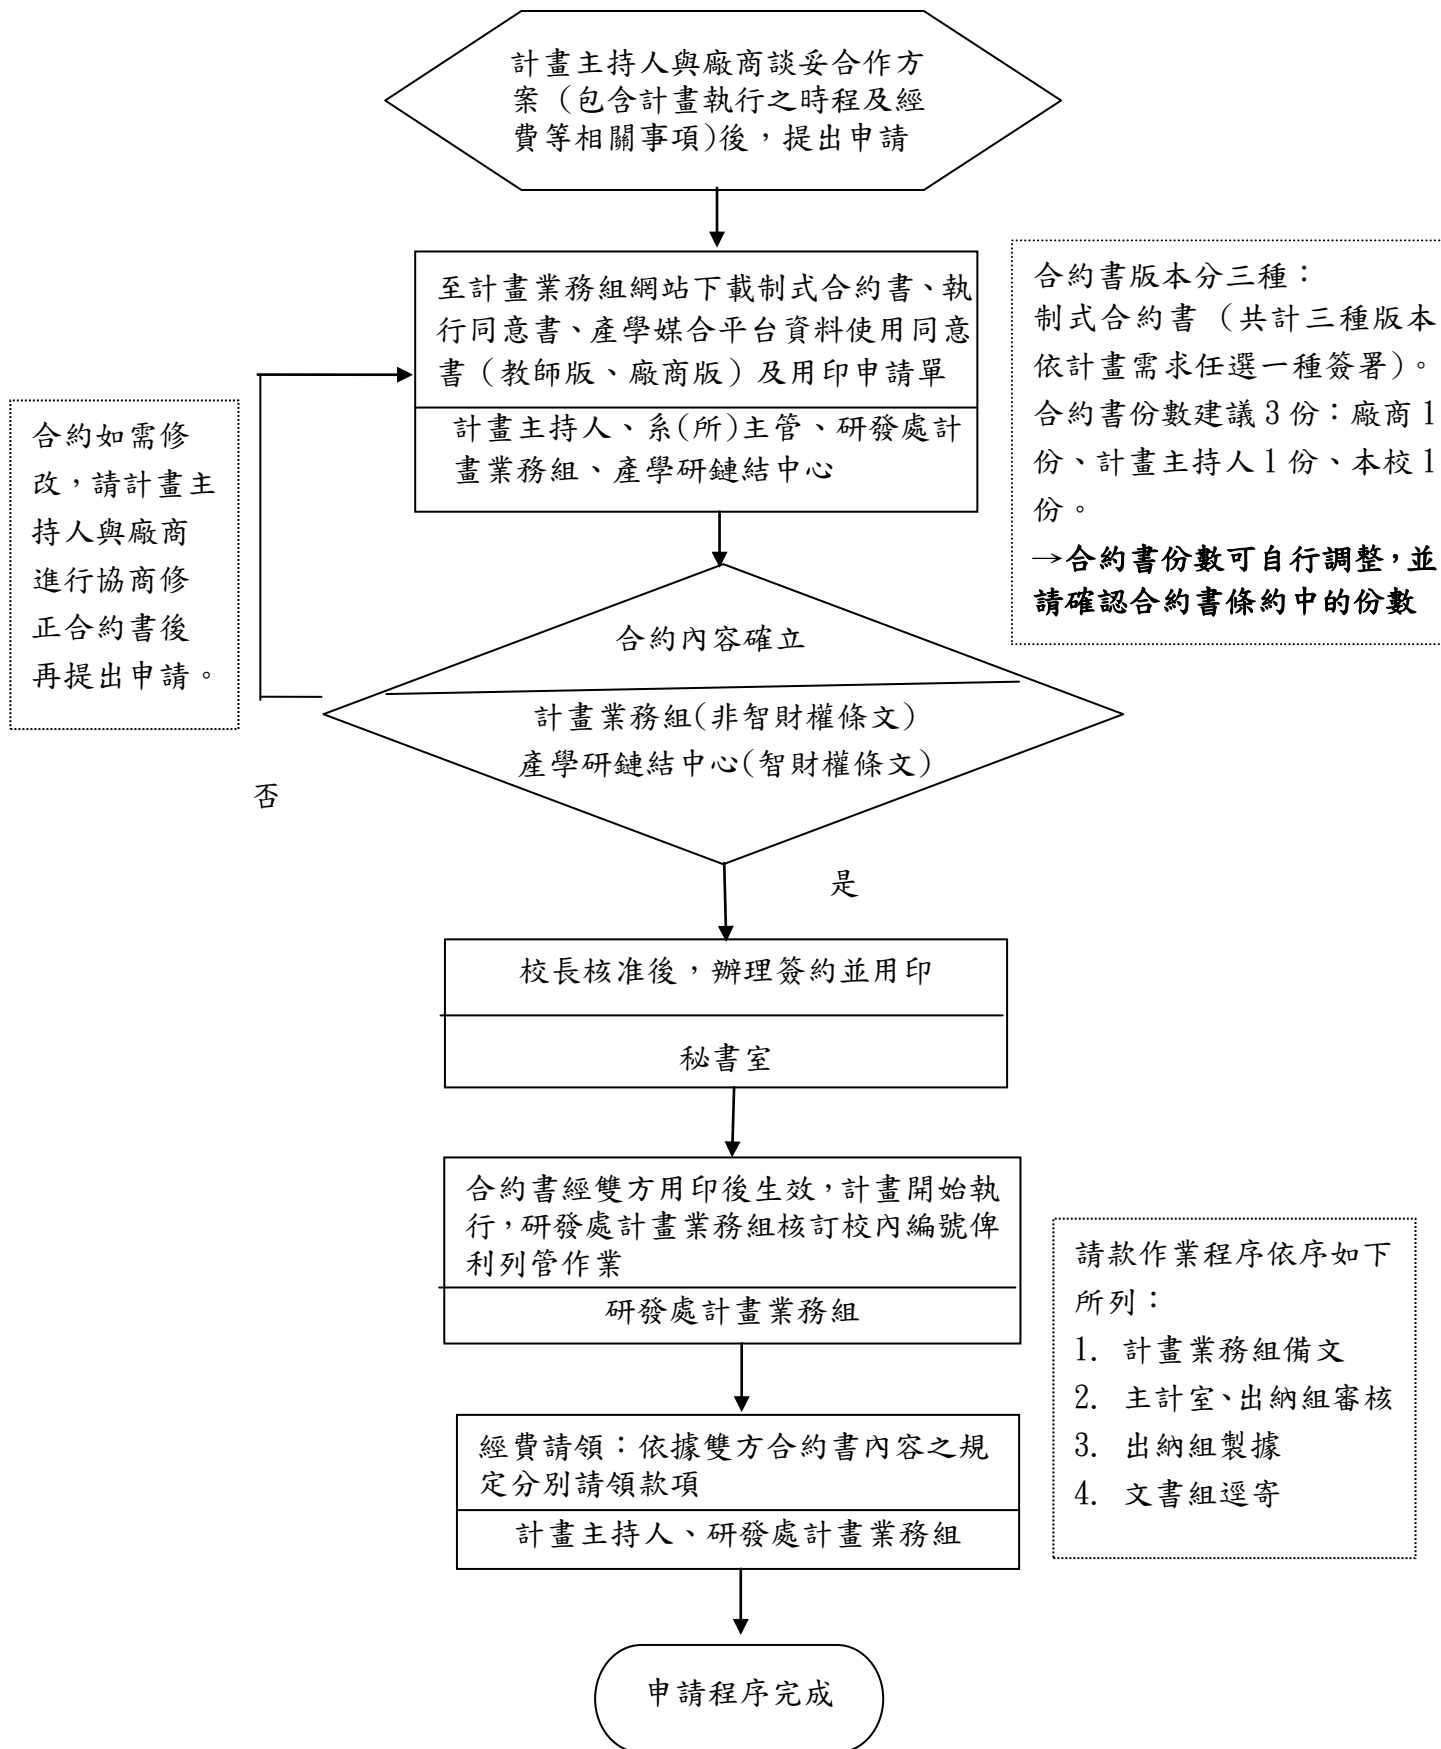 計畫主持人與廠商談妥合作方
案（包含計畫執行之時程及經
費等相關事項)後，提出申請
至計畫業務組網站下載制式合約書、執
行同意書、產學媒合平台資料使用同意
書（教師版、廠商版）及用印申請單
計畫主持人、系(所)主管、研發處計
畫業務組、產學研鏈結中心
合約書版本分三種：
制式合約書（共計三種版本
依計畫需求任選一種簽署）。
合約書份數建議3份：廠商1
份、計畫主持人1份、本校1
份。
→合約書份數可自行調整，並
請確認合約書條約中的份數
合約如需修
改，請計畫主
持人與廠商
進行協商修
正合約書後
再提出申請。
合約內容確立
計畫業務組(非智財權條文)
產學研鏈結中心(智財權條文)
否
是
校長核准後，辦理簽約並用印
秘書室
合約書經雙方用印後生效，計畫開始執
行，研發處計畫業務組核訂校內編號俾
利列管作業
研發處計畫業務組
經費請領：依據雙方合約書內容之規
定分別請領款項
計畫主持人、研發處計畫業務組
請款作業程序依序如下
所列：
1. 計畫業務組備文
2. 主計室、出納組審核
3. 出納組製據
4. 文書組逕寄
申請程序完成